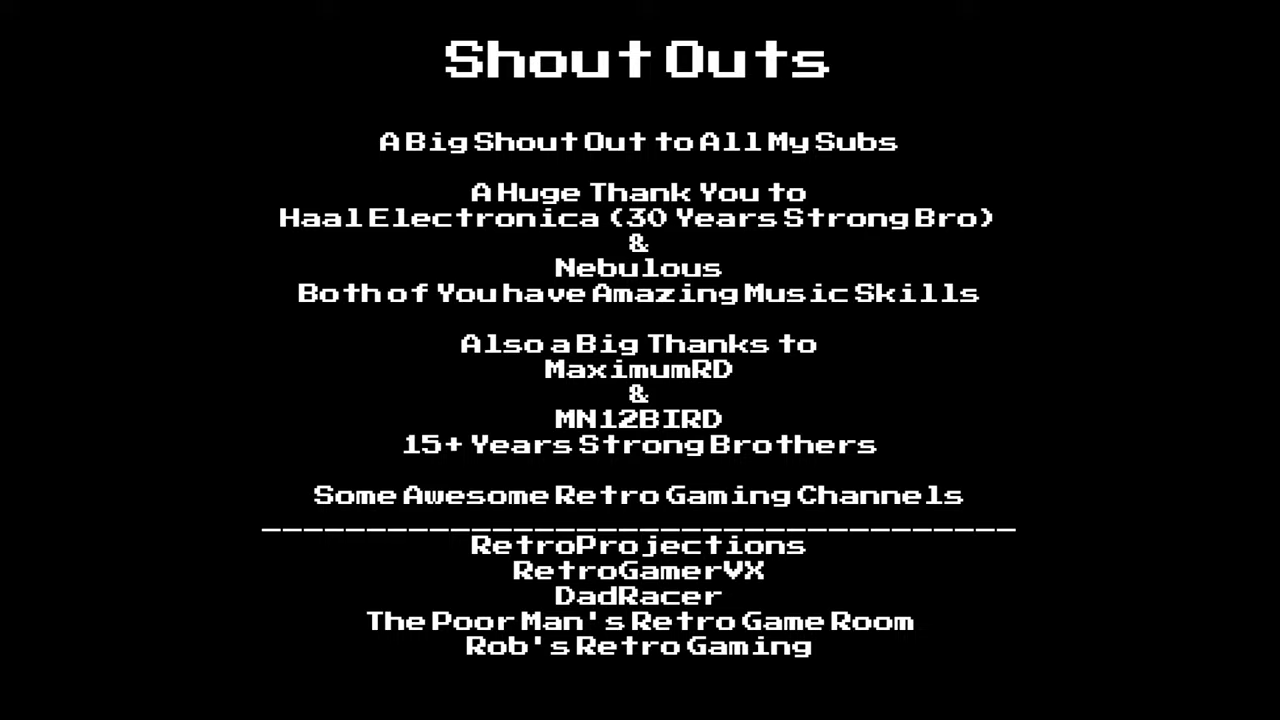 Shout Outs
A Big Shout Out to All My Subs
A Huge Thank You to
Haal Electronica (30 Years Strong Bro)
&
Nebulous
Both of You have Amazing Music Skills
Also a Big Thanks to
MaximumRD
&
MN12BIRD
15+ Years Strong Brothers
Some Awesome Retro Gaming Channels
____________________________________
RetroProjections
RetroGamerVX
DadRacer
The Poor Man's Retro Game Room
Rob's Retro Gaming